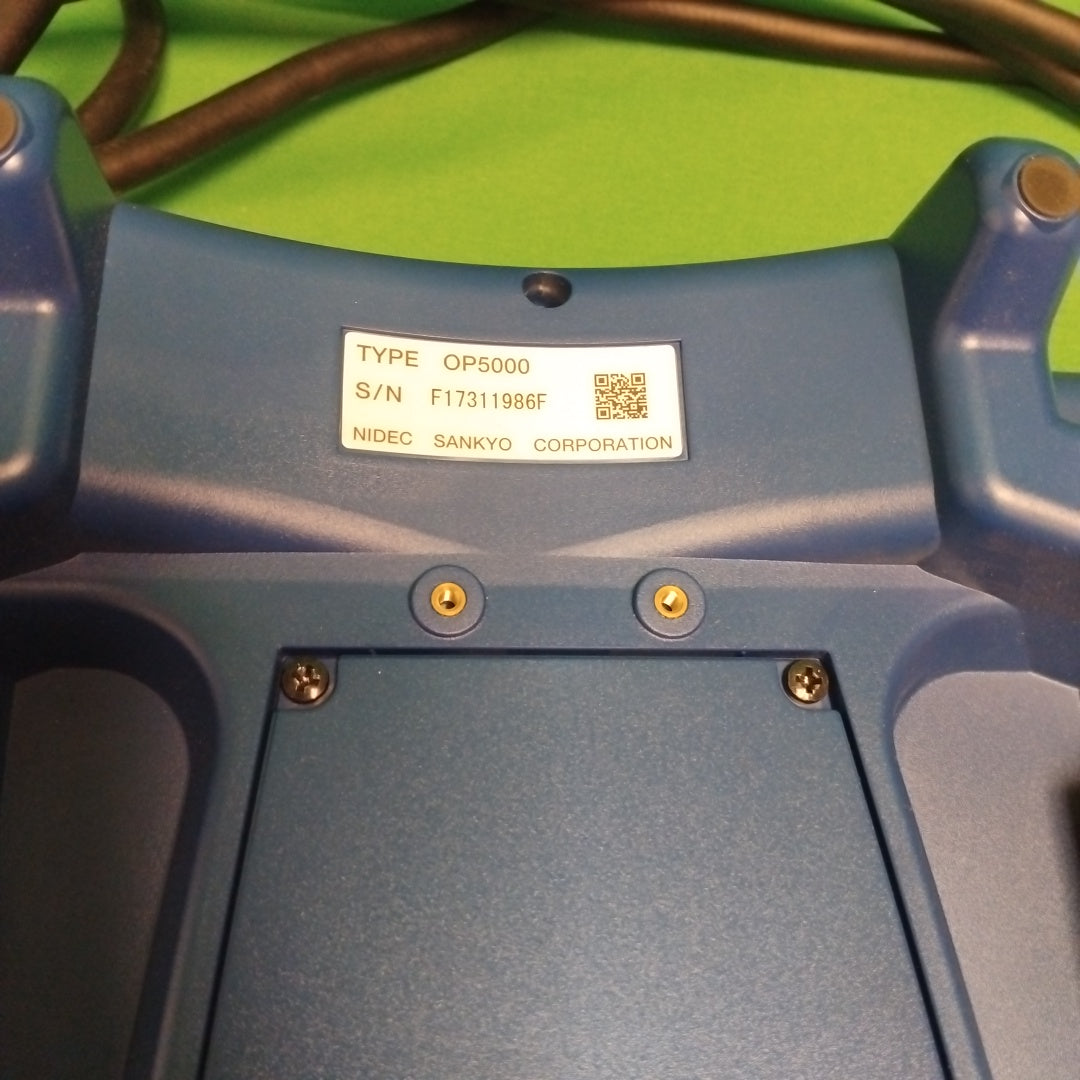 TYPE OP5000
S/N F17311986F
NIDEC SANKYO CORPORATION